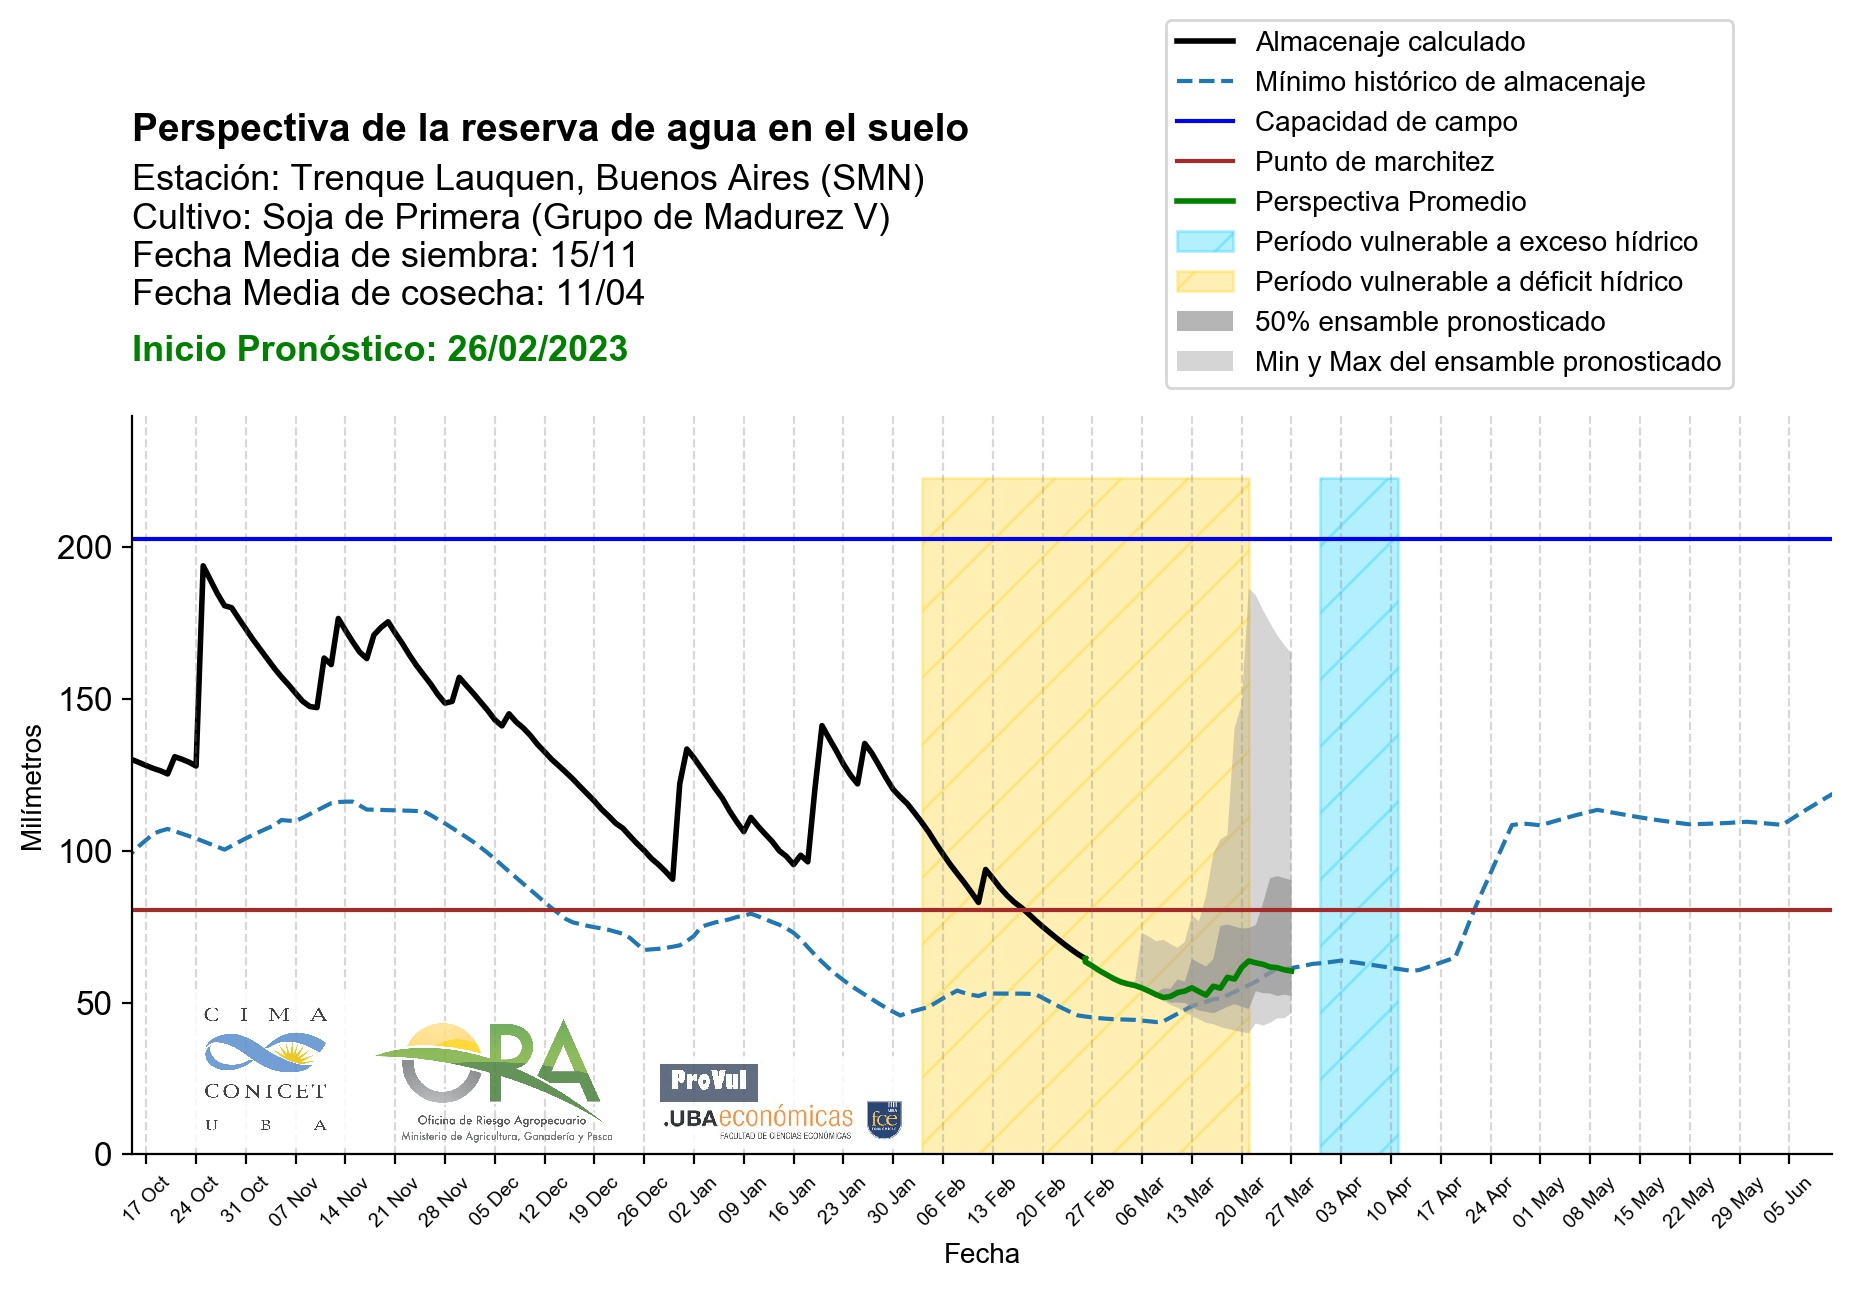 Almacenaje calculado
Mínimo histórico de almacenaje
Capacidad de campo
Punto de marchitez
Perspectiva Promedio
Período vulnerable a exceso hídrico
Período vulnerable a déficit hídrico
50% ensamble pronosticado
Min y Max del ensamble pronosticado
Perspectiva de la reserva de agua en el suelo
Estación: Trenque Lauquen, Buenos Aires (SMN)
Cultivo: Soja de Primera (Grupo de Madurez V)
Fecha Media de siembra: 15/11
Fecha Media de cosecha: 11/04
Inicio Pronóstico: 26/02/2023
Milímetros
200
150
100
50
0
CIMA
CONICET
UBA
ORA
Oficina de Riesgo Agropecuario
Ministerio de Agricultura, Ganadería y Pesca
ProVul
.UBAeconómicas
FACULTAD DE CIENCIAS ECONÓMICAS
UBA
fce
17 Oct
24 Oct
31 Oct
07 Nov
14 Nov
21 Nov
28 Nov
05 Dec
12 Dec
19 Dec
26 Dec
02 Jan
09 Jan
16 Jan
23 Jan
30 Jan
06 Feb
13 Feb
20 Feb
27 Feb
06 Mar
13 Mar
20 Mar
27 Mar
03 Apr
10 Apr
17 Apr
24 Apr
01 May
08 May
15 May
22 May
29 May
05 Jun
Fecha